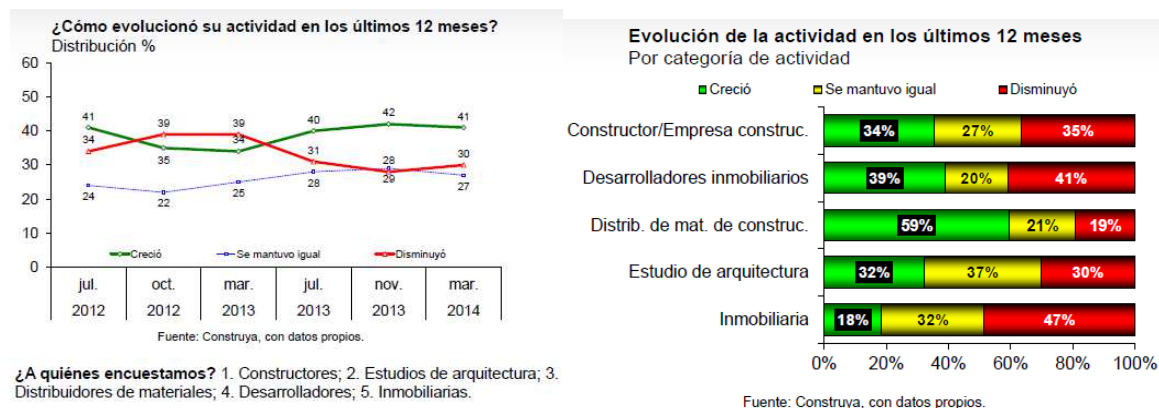 ¿Cómo evolucionó su actividad en los últimos 12 meses?
Distribución %
60
50
40
30
20
10
0
41 35 34 40 42 41
34 39 39 31 28 30
24 22 25 28 29 27
Creció Se mantuvo igual Disminuyó
jul. oct. mar. jul. nov. mar.
2012 2012 2013 2013 2013 2014
Fuente: Construya, con datos propios.
¿A quiénes encuestamos? 1. Constructores; 2. Estudios de arquitectura; 3.
Distribuidores de materiales; 4. Desarrolladores; 5. Inmobiliarias.
Evolución de la actividad en los últimos 12 meses
Por categoría de actividad
Creció Se mantuvo igual Disminuyó
Constructor/Empresa construc. 34% 27% 35%
Desarrolladores inmobiliarios 39% 20% 41%
Distrib. de mat. de construc. 59% 21% 19%
Estudio de arquitectura 32% 37% 30%
Inmobiliaria 18% 32% 47%
0% 20% 40% 60% 80% 100%
Fuente: Construya, con datos propios.